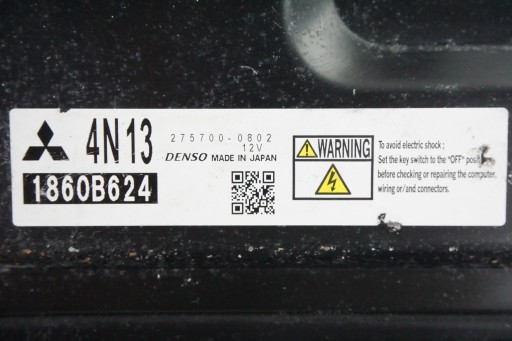 4N13
1860B624
275700-0802
12V
DENSO MADE IN JAPAN
WARNING
To avoid electric shock ;
Set the key switch to the "OFF" position
before checking or repairing the computer,
wiring or/and connectors.